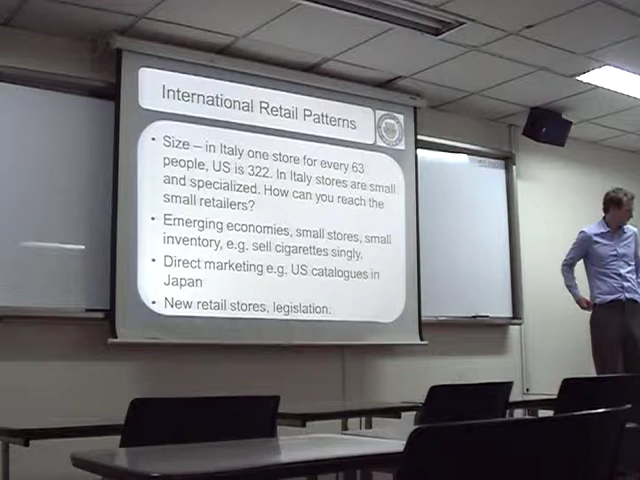 International Retail Patterns
• Size – in Italy one store for every 63
people, US is 322. In Italy stores are small
and specialized. How can you reach the
small retailers?
• Emerging economies, small stores, small
inventory, e.g. sell cigarettes singly.
• Direct marketing e.g. US catalogues in
Japan
• New retail stores, legislation.